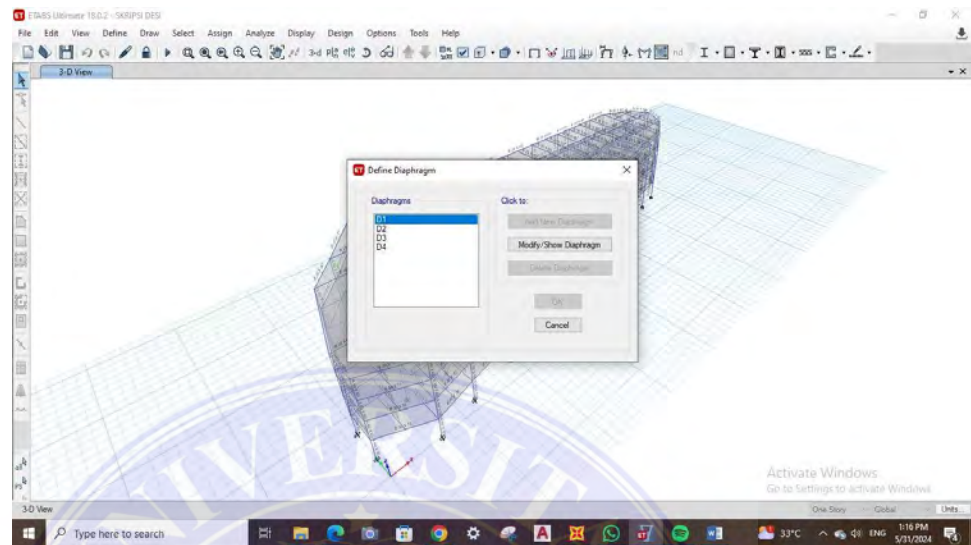 ETABS Ultimate 18.0.2 - SKRIPSI DESI
File Edit View Define Draw Select Assign Analyze Display Design Options Tools Help
3-d
nd
3-D View
Define Diaphragm
Diaphragms
Click to:
D1
D2
D3
D4
Add New Diaphragm
Modify/Show Diaphragm
Delete Diaphragm
OK
Cancel
UNIVERSIT
Activate Windows
Go to Settings to activate Windows.
3-D View
One Story
Global
Units...
Type here to search
33°C
ENG
1:16 PM
5/31/2024